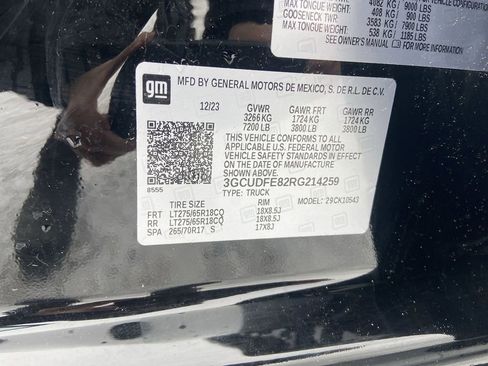 4082 KG/ 9000 LBS
408 KG/ 900 LBS
GOOSENECK TWR: 3583 KG/ 7900 LBS
MAX TONGUE WEIGHT: 538 KG/ 1185 LBS
SEE OWNER'S MANUAL FOR MORE INFORMATION
gm
MFD BY GENERAL MOTORS DE MEXICO, S. DE R.L. DE C.V.
12/23 GVWR GAWR FRT GAWR RR
3266 KG 1724 KG 1724 KG
7200 LB 3800 LB 3800 LB
THIS VEHICLE CONFORMS TO ALL APPLICABLE
U.S. FEDERAL MOTOR VEHICLE SAFETY AND
THEFT PREVENTION STANDARDS IN EFFECT
ON THE DATE OF MANUFACTURE
SHOWN ABOVE.
8555
3GCUDFE82RG214259
TYPE: TRUCK
MODEL: 29CK10543
TIRE SIZE RIM
FRT LT275/65R18CQ 18X8.5J
RR LT275/65R18CQ 18X8.5J
SPA 265/70R17 S 17X8J